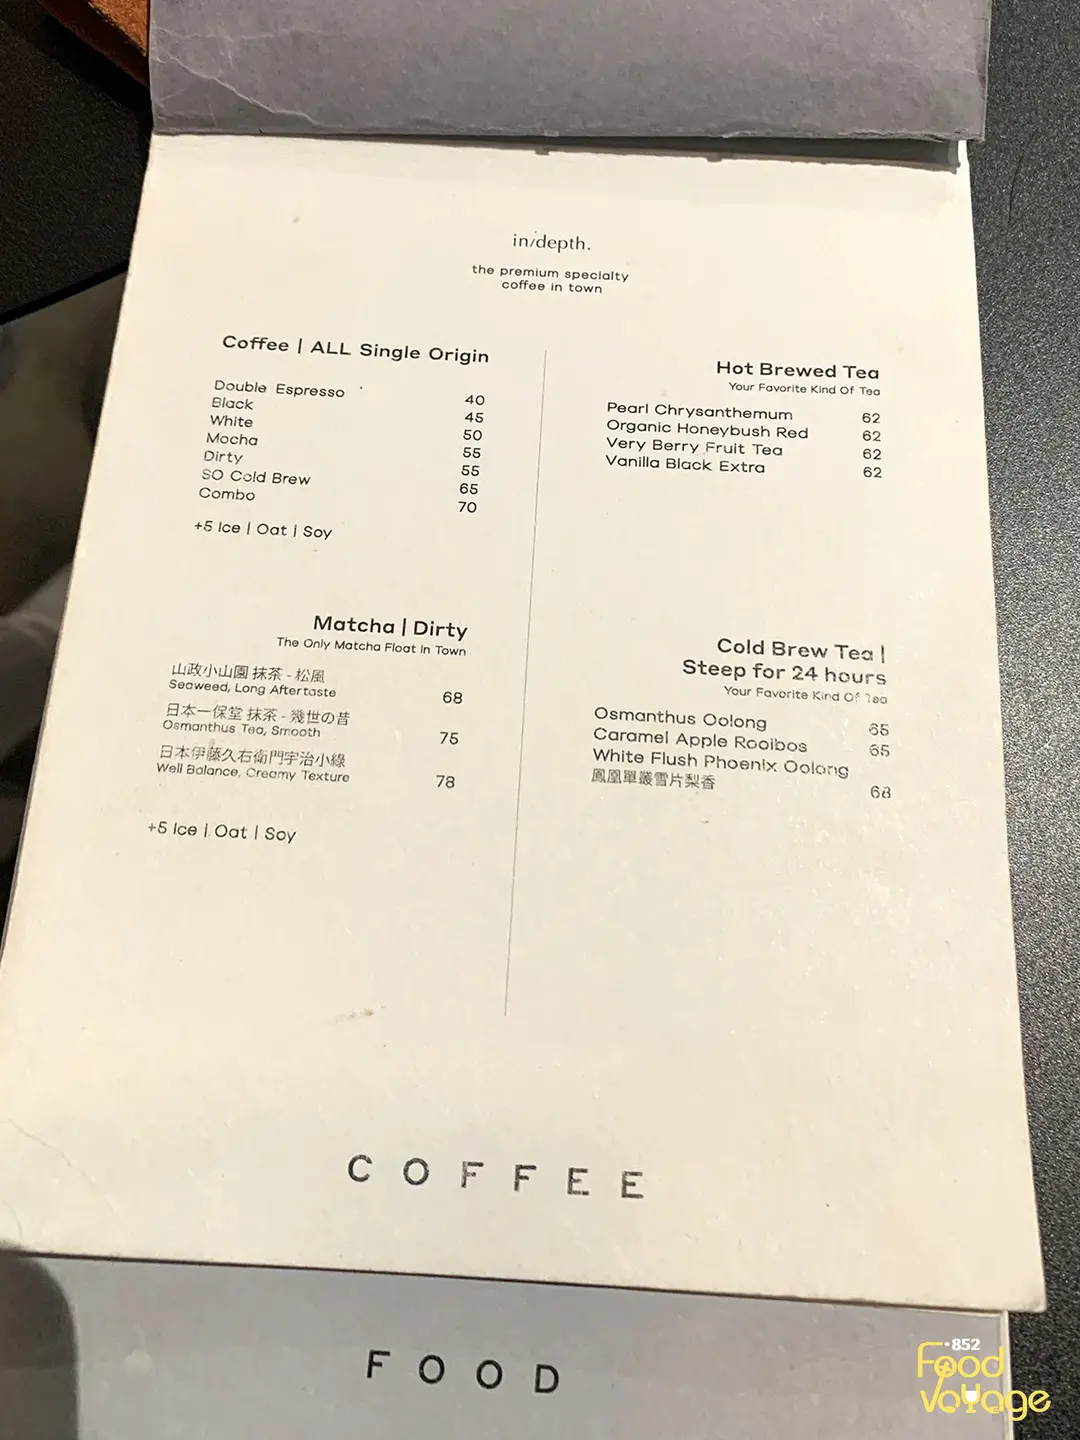 in/depth.
the premium specialty
coffee in town
Coffee | ALL Single Origin
Double Espresso 40
Black 45
White 50
Mocha 55
Dirty 55
SO Cold Brew 65
Combo 70
+5 Ice | Oat | Soy
Matcha | Dirty
The Only Matcha Float In Town
山政小山園 抹茶 - 松風
Seaweed, Long Aftertaste 68
日本一保堂 抹茶 - 幾世の昔
Osmanthus Tea, Smooth 75
日本伊藤久右衛門宇治小綠
Well Balance, Creamy Texture 78
+5 Ice | Oat | Soy
Hot Brewed Tea
Your Favorite Kind Of Tea
Pearl Chrysanthemum 62
Organic Honeybush Red 62
Very Berry Fruit Tea 62
Vanilla Black Extra 62
Cold Brew Tea |
Steep for 24 hours
Your Favorite Kind Of Tea
Osmanthus Oolong 65
Caramel Apple Rooibos 65
White Flush Phoenix Oolong
鳳凰單叢雪片梨香 68
COFFEE
FOOD
852
Food
voyage